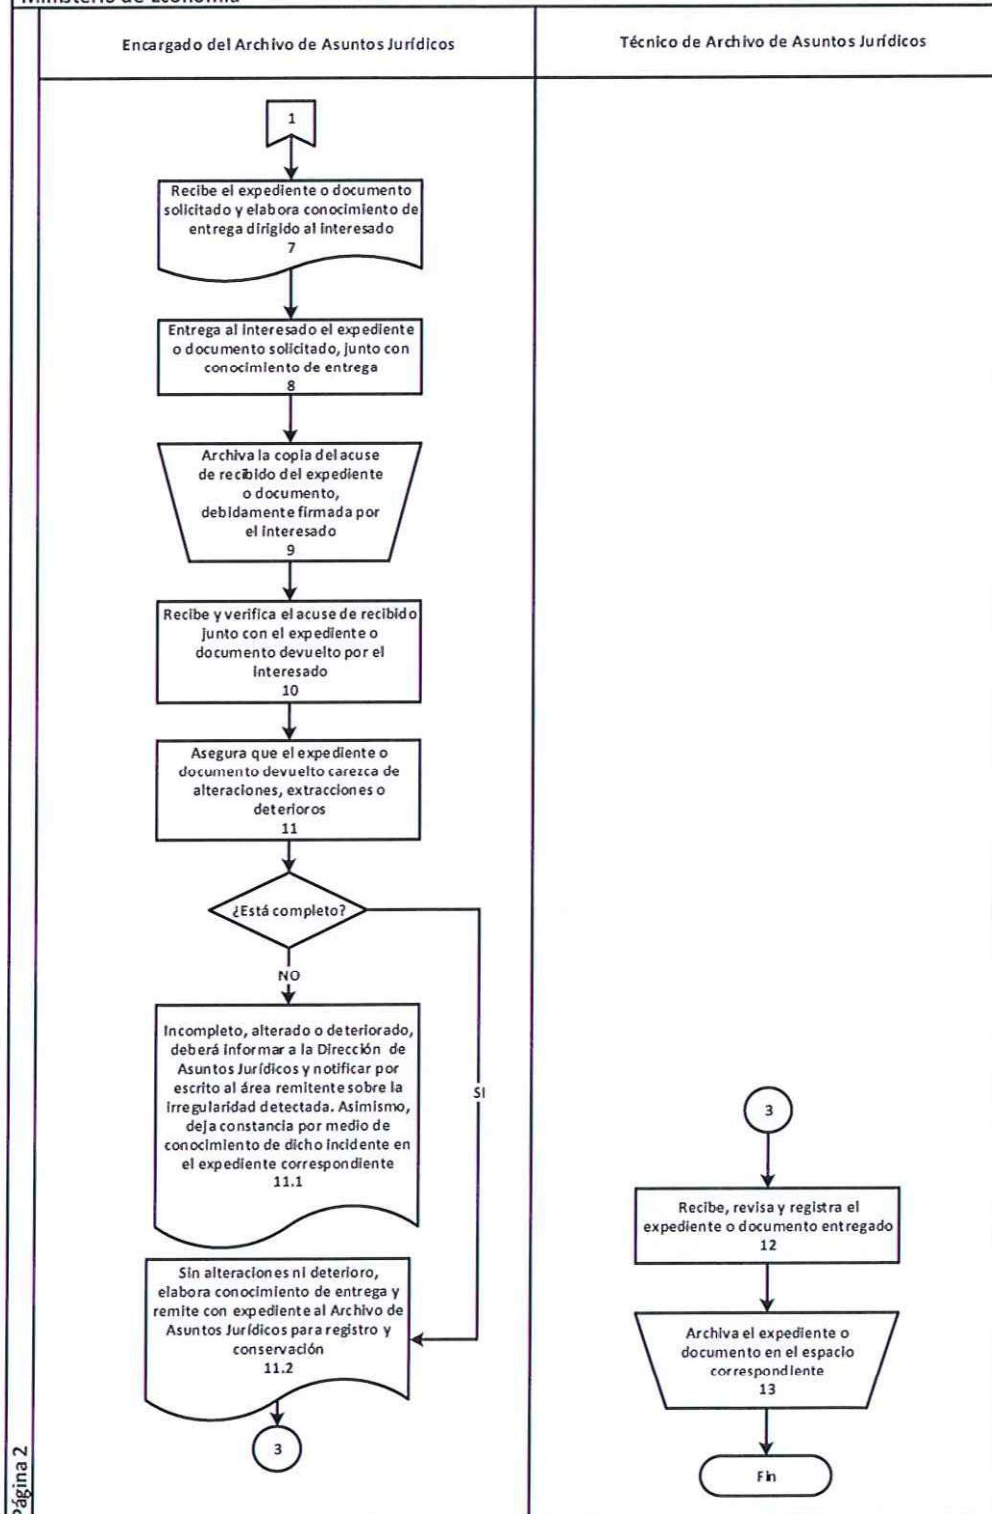 Ministerio de Economía
Encargado del Archivo de Asuntos Jurídicos
Técnico de Archivo de Asuntos Jurídicos
1
Recibe el expediente o documento
solicitado y elabora conocimiento de
entrega dirigido al interesado
7
Entrega al interesado el expediente
o documento solicitado, junto con
conocimiento de entrega
8
Archiva la copia del acuse
de recibido del expediente
o documento,
debidamente firmada por
el interesado
9
Recibe y verifica el acuse de recibido
junto con el expediente o
documento devuelto por el
interesado
10
Asegura que el expediente o
documento devuelto carezca de
alteraciones, extracciones o
deterioros
11
¿Está completo?
NO
SI
Incompleto, alterado o deteriorado,
deberá informar a la Dirección de
Asuntos Jurídicos y notificar por
escrito al área remitente sobre la
irregularidad detectada. Asimismo,
deja constancia por medio de
conocimiento de dicho incidente en
el expediente correspondiente
11.1
Sin alteraciones ni deterioro,
elabora conocimiento de entrega y
remite con expediente al Archivo de
Asuntos Jurídicos para registro y
conservación
11.2
3
3
Recibe, revisa y registra el
expediente o documento entregado
12
Archiva el expediente o
documento en el espacio
correspondiente
13
Fin
Página 2